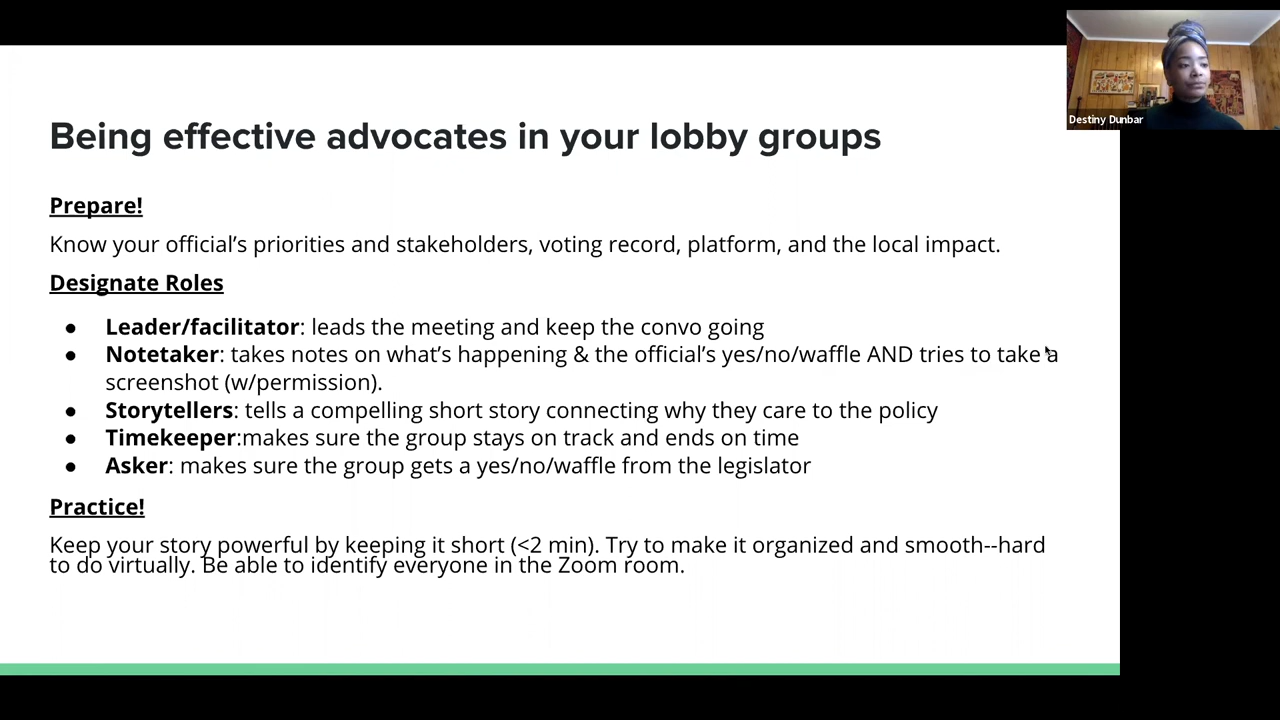 Being effective advocates in your lobby groups
Destiny Dunbar
Prepare!
Know your official's priorities and stakeholders, voting record, platform, and the local impact.
Designate Roles
● Leader/facilitator: leads the meeting and keep the convo going
● Notetaker: takes notes on what's happening & the official's yes/no/waffle AND tries to take a
screenshot (w/permission).
● Storytellers: tells a compelling short story connecting why they care to the policy
● Timekeeper:makes sure the group stays on track and ends on time
● Asker: makes sure the group gets a yes/no/waffle from the legislator
Practice!
Keep your story powerful by keeping it short (<2 min). Try to make it organized and smooth--hard
to do virtually. Be able to identify everyone in the Zoom room.